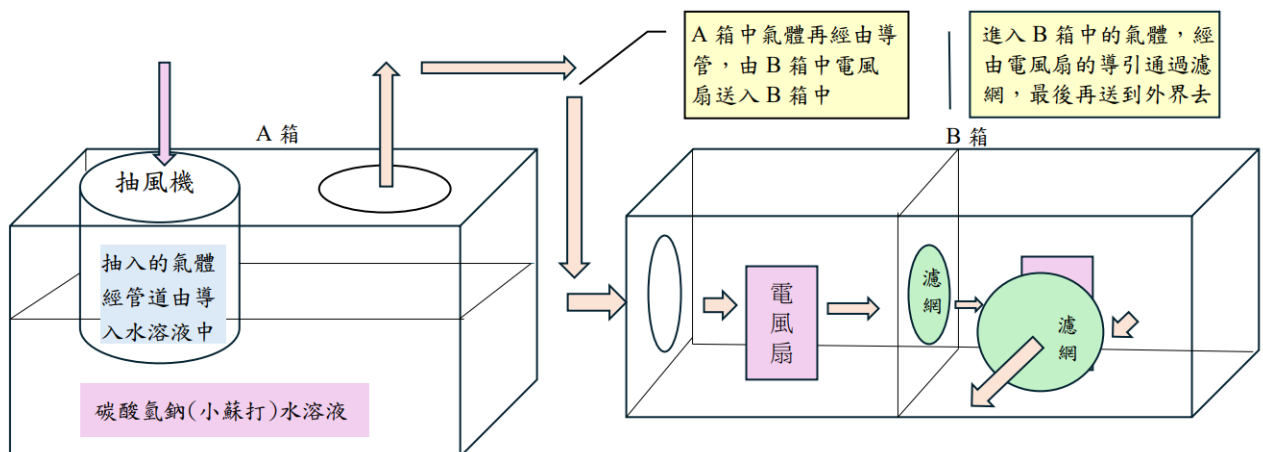 A 箱中氣體再經由導
管，由 B 箱中電風
扇送入 B 箱中
進入 B 箱中的氣體，經
由電風扇的導引通過濾
網，最後再送到外界去
A 箱
B 箱
抽風機
抽入的氣體
經管道由導
入水溶液中
碳酸氫鈉(小蘇打)水溶液
電
風
扇
濾
網
濾
網